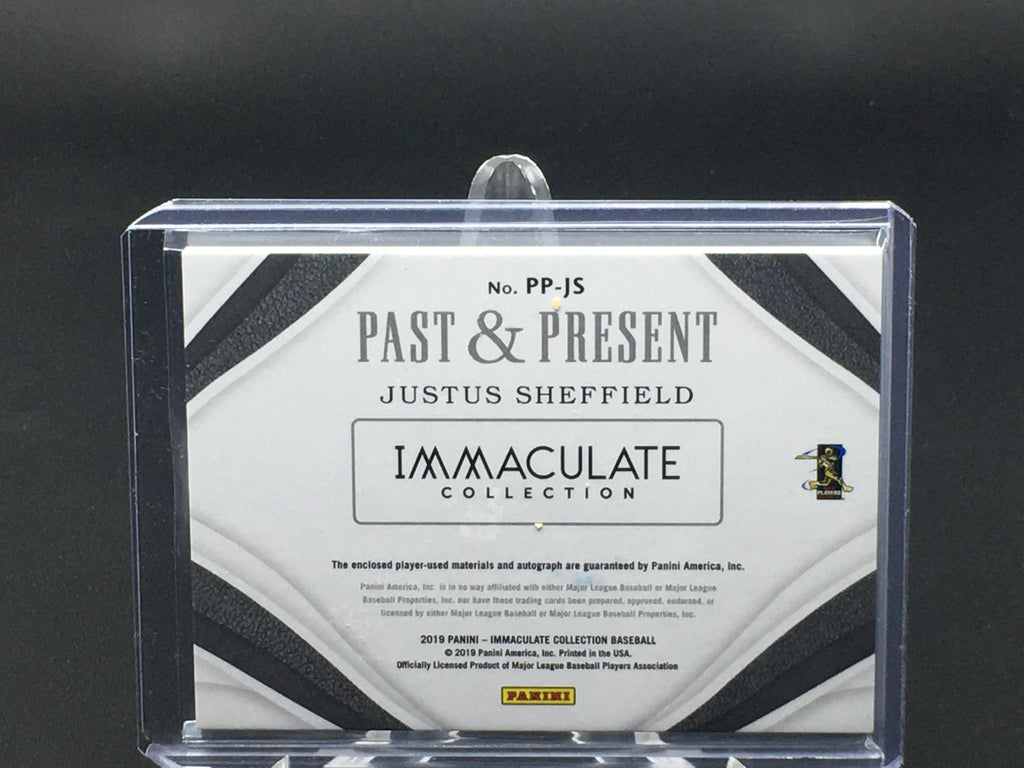 No. PP-JS
PAST & PRESENT
JUSTUS SHEFFIELD
IMMACULATE
COLLECTION
PLAYERS
The enclosed player-used materials and autograph are guaranteed by Panini America, Inc.
Panini America, Inc. is in no way affiliated with either Major League Baseball or Major League
Baseball Properties, Inc. nor have these trading cards been prepared, approved, endorsed, or
licensed by either Major League Baseball or Major League Baseball Properties, Inc.
2019 PANINI – IMMACULATE COLLECTION BASEBALL
© 2019 Panini America, Inc. Printed in the USA.
Officially Licensed Product of Major League Baseball Players Association
PANINI